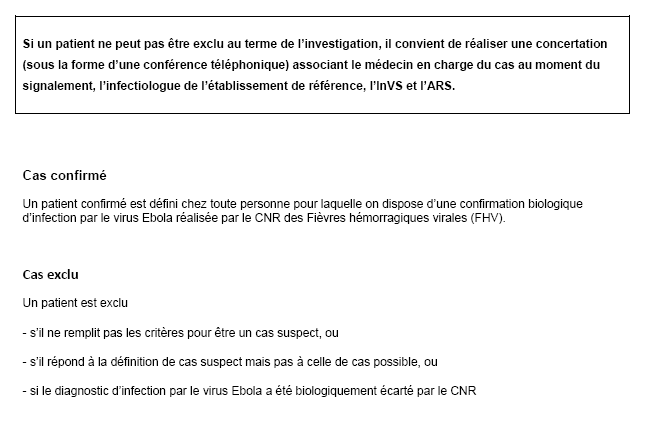 Si un patient ne peut pas être exclu au terme de l’investigation, il convient de réaliser une concertation
(sous la forme d’une conférence téléphonique) associant le médecin en charge du cas au moment du
signalement, l’infectiologue de l’établissement de référence, l’InVS et l’ARS.
Cas confirmé
Un patient confirmé est défini chez toute personne pour laquelle on dispose d’une confirmation biologique
d’infection par le virus Ebola réalisée par le CNR des Fièvres hémorragiques virales (FHV).
Cas exclu
Un patient est exclu
- s’il ne remplit pas les critères pour être un cas suspect, ou
- s’il répond à la définition de cas suspect mais pas à celle de cas possible, ou
- si le diagnostic d’infection par le virus Ebola a été biologiquement écarté par le CNR